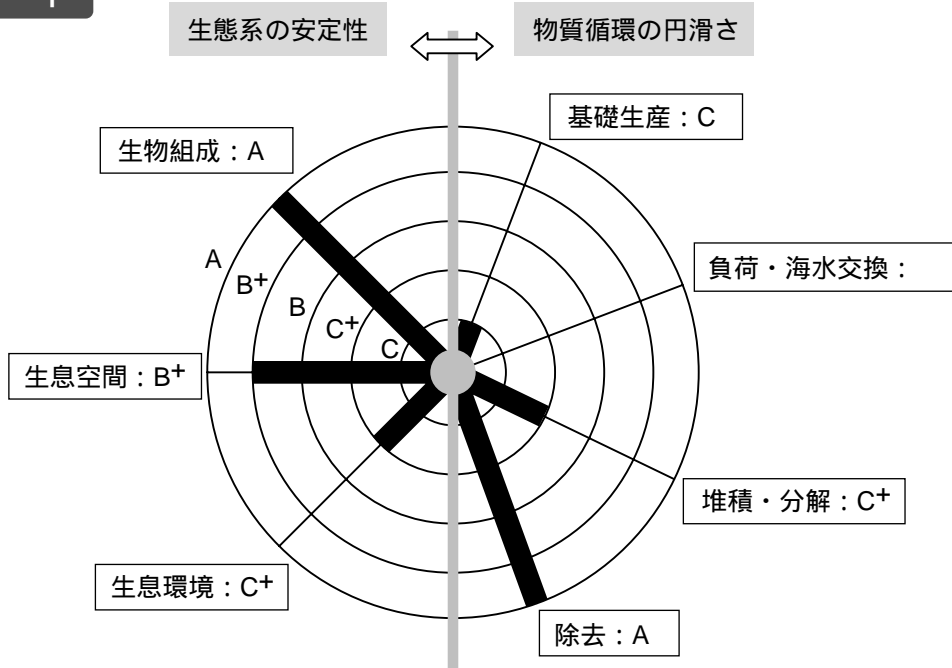 生態系の安定性
物質循環の円滑さ
基礎生産：C
生物組成：A
負荷・海水交換：
A
B+
B
C+
C
生息空間：B+
堆積・分解：C+
生息環境：C+
除去：A